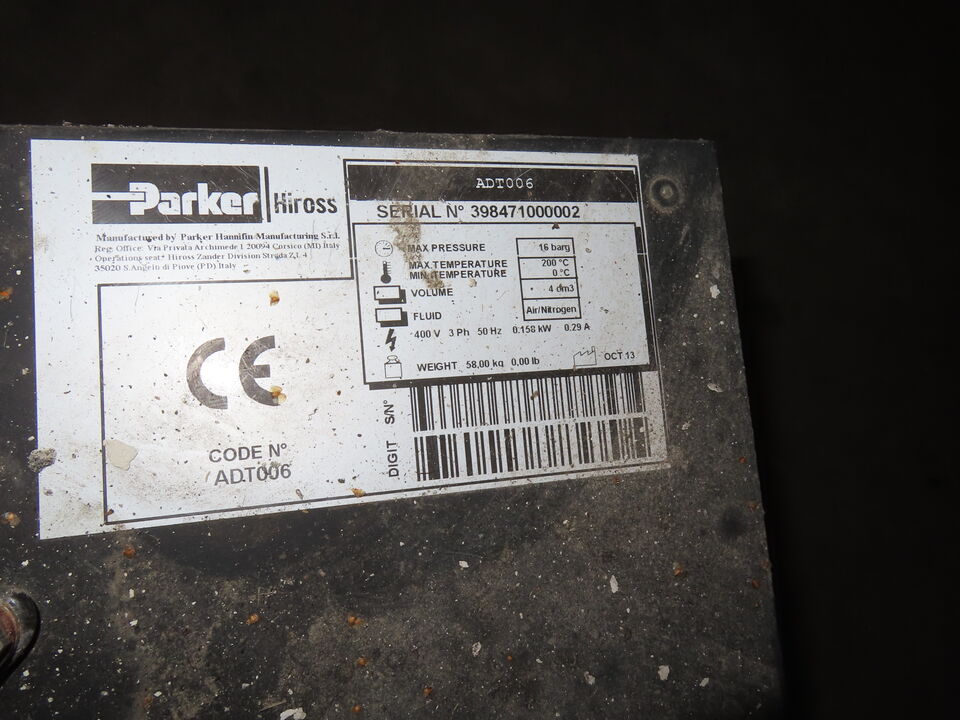 Parker Hiross
Manufactured by Parker Hannifin Manufacturing S.r.l.
Reg. Office: Via Privata Archimede 1 20094 Corsico (MI) Italy
Operations seat: Hiross Zander Division Strada Z.I. 4
35020 S.Angelo di Piove (PD) Italy
ADT006
SERIAL N° 398471000002
MAX PRESSURE 16 barg
MAX TEMPERATURE 200 °C
MIN. TEMPERATURE 0 °C
VOLUME 4 dm3
FLUID Air/Nitrogen
400 V 3 Ph 50 Hz 0.158 kW 0.29 A
WEIGHT 58,00 kg 0,00 lb OCT 13
CE
CODE N°
ADT006
DIGIT S/N°